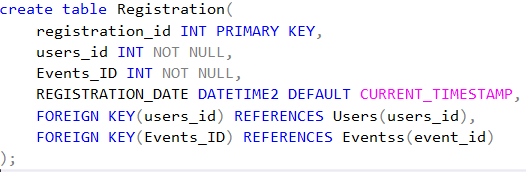 create table Registration(
registration_id INT PRIMARY KEY,
users_id INT NOT NULL,
Events_ID INT NOT NULL,
REGISTRATION_DATE DATETIME2 DEFAULT CURRENT_TIMESTAMP,
FOREIGN KEY(users_id) REFERENCES Users(users_id),
FOREIGN KEY(Events_ID) REFERENCES Eventss(event_id)
);